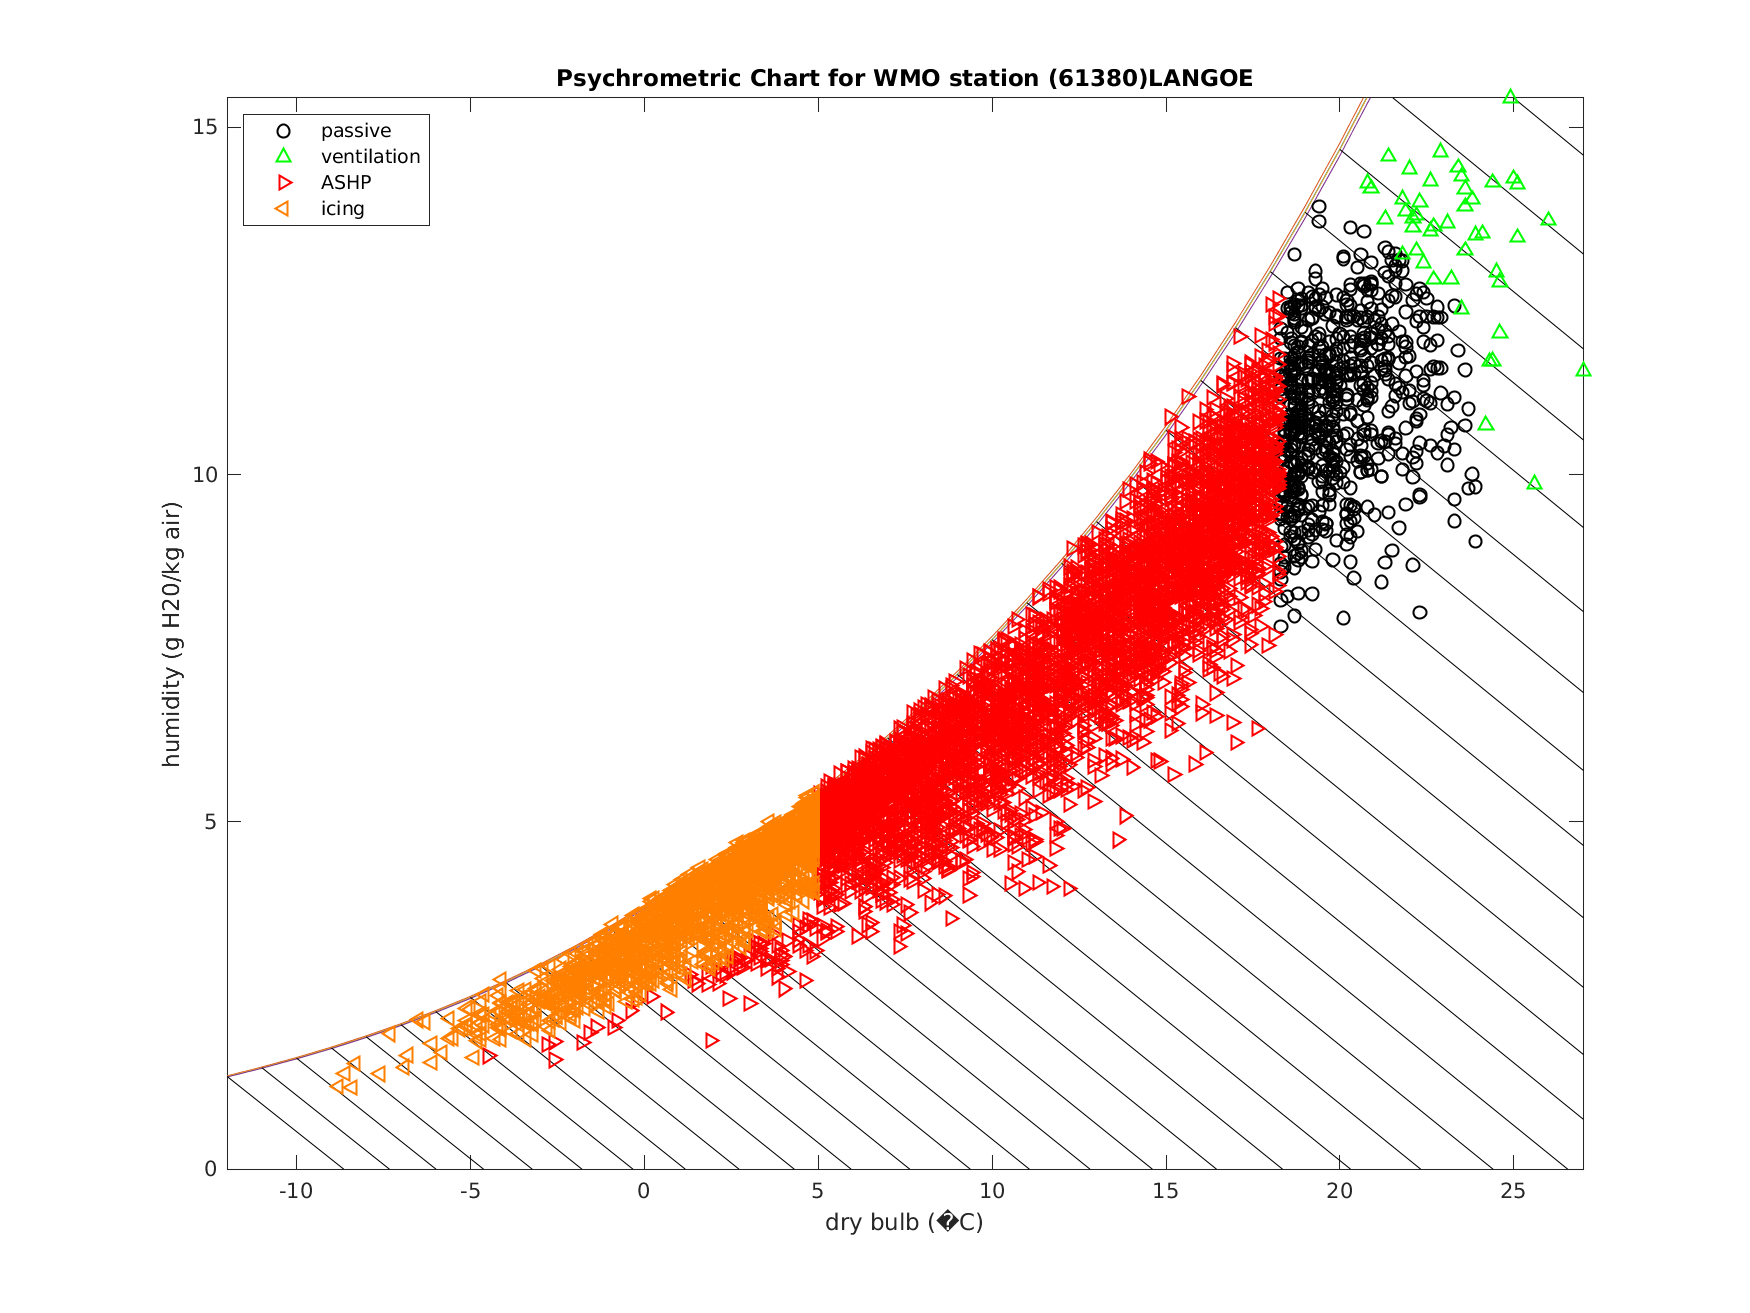 Psychrometric Chart for WMO station (61380)LANGOE
passive
ventilation
ASHP
icing
15
10
5
0
humidity (g H20/kg air)
-10 -5 0 5 10 15 20 25
dry bulb (�C)